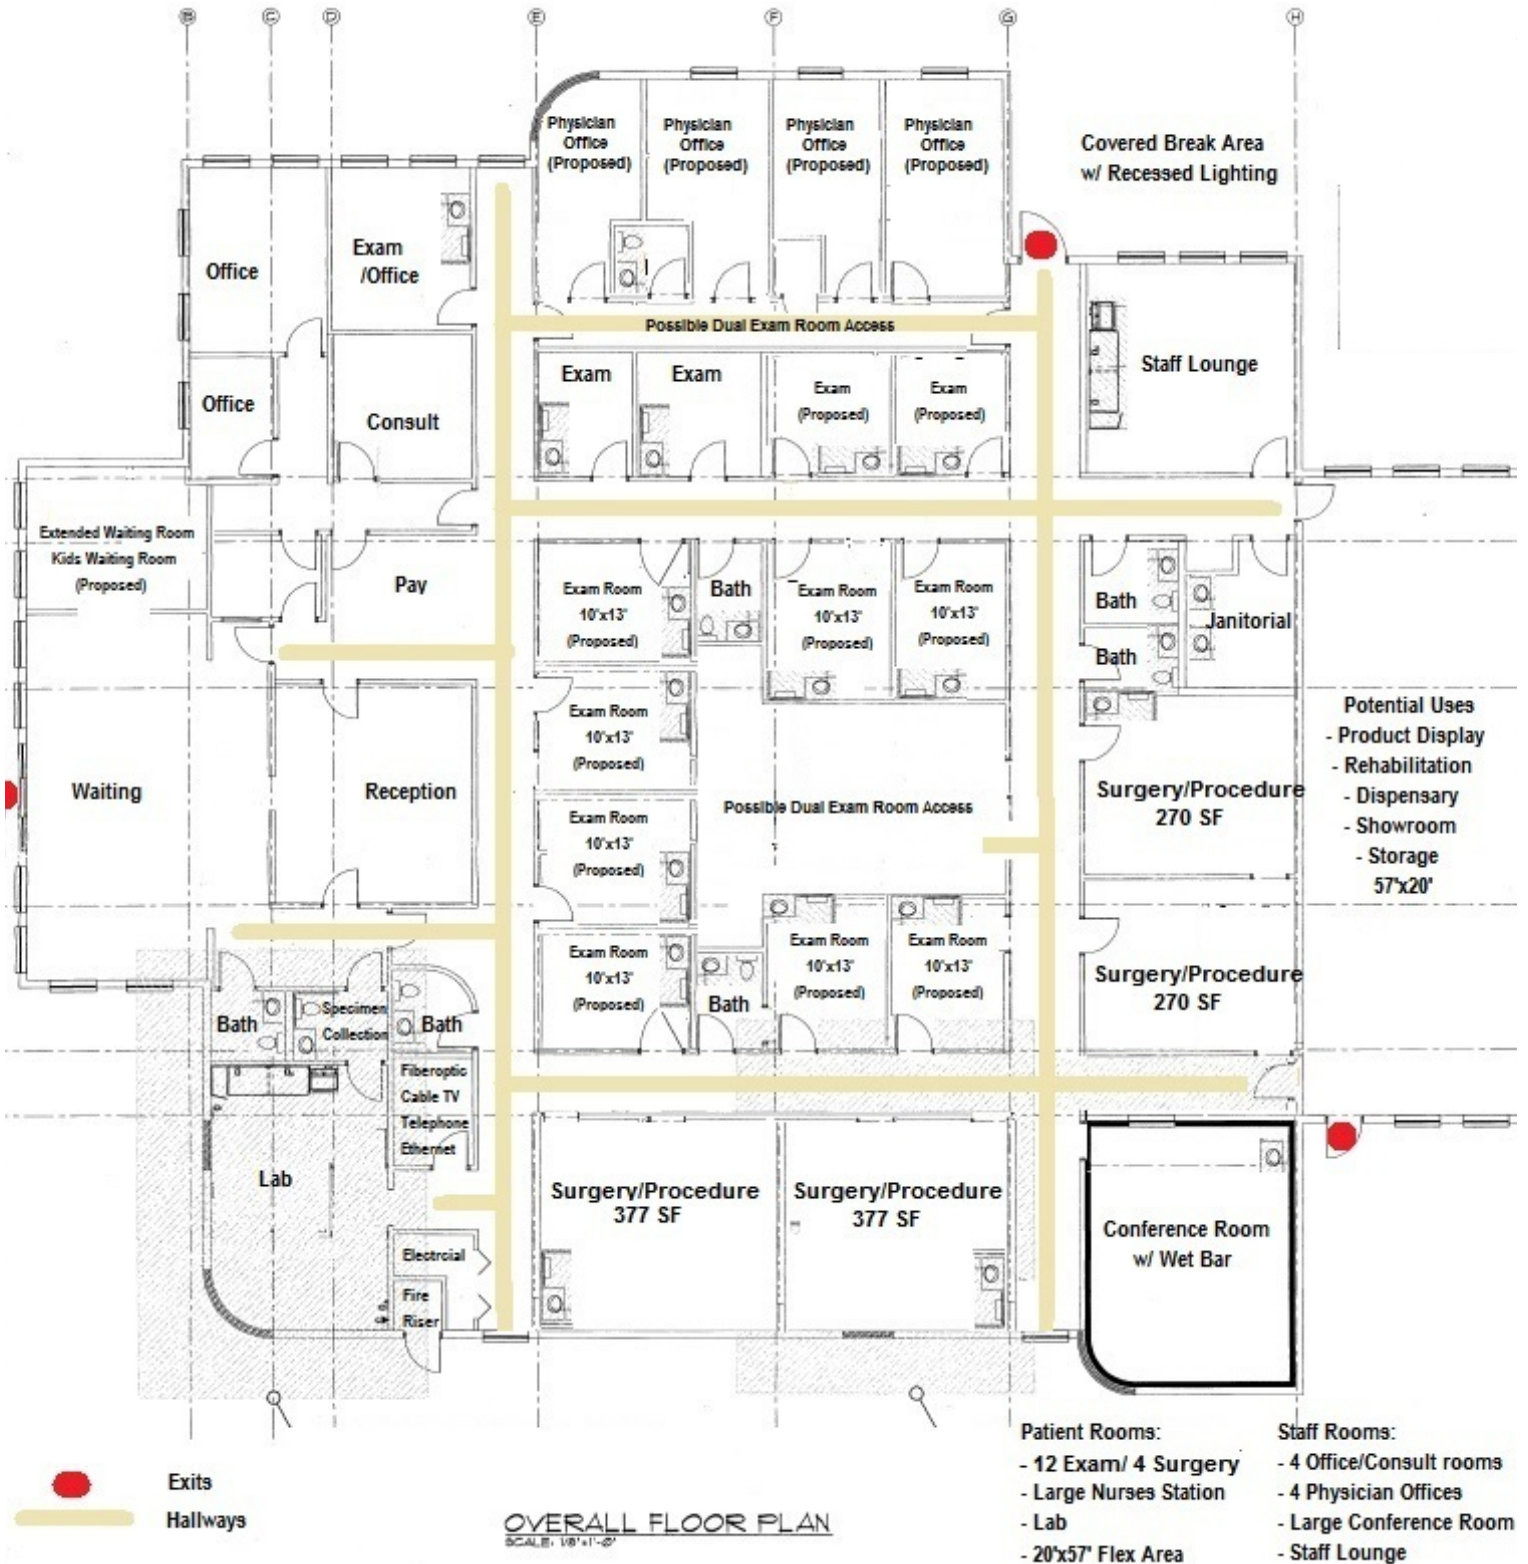 B C D E F G H
Physician
Office
(Proposed)
Physician
Office
(Proposed)
Physician
Office
(Proposed)
Physician
Office
(Proposed)
Covered Break Area
w/ Recessed Lighting
Office
Exam
/Office
Possible Dual Exam Room Access
Office
Consult
Exam
Exam
Exam
(Proposed)
Exam
(Proposed)
Staff Lounge
Extended Waiting Room
Kids Waiting Room
(Proposed)
Pay
Exam Room
10'x13'
(Proposed)
Bath
Exam Room
10'x13'
(Proposed)
Exam Room
10'x13'
(Proposed)
Bath
Janitorial
Bath
Exam Room
10'x13'
(Proposed)
Potential Uses
- Product Display
- Rehabilitation
- Dispensary
- Showroom
- Storage
57'x20'
Waiting
Reception
Exam Room
10'x13'
(Proposed)
Possible Dual Exam Room Access
Surgery/Procedure
270 SF
Exam Room
10'x13'
(Proposed)
Bath
Exam Room
10'x13'
(Proposed)
Exam Room
10'x13'
(Proposed)
Surgery/Procedure
270 SF
Bath
Specimen
Collection
Bath
Fiberoptic
Cable TV
Telephone
Ethernet
Lab
Surgery/Procedure
377 SF
Surgery/Procedure
377 SF
Conference Room
w/ Wet Bar
Electrcial
Fire
Riser
Exits
Hallways
OVERALL FLOOR PLAN
SCALE: 1/8"=1'-0"
Patient Rooms:
- 12 Exam/ 4 Surgery
- Large Nurses Station
- Lab
- 20'x57' Flex Area
Staff Rooms:
- 4 Office/Consult rooms
- 4 Physician Offices
- Large Conference Room
- Staff Lounge